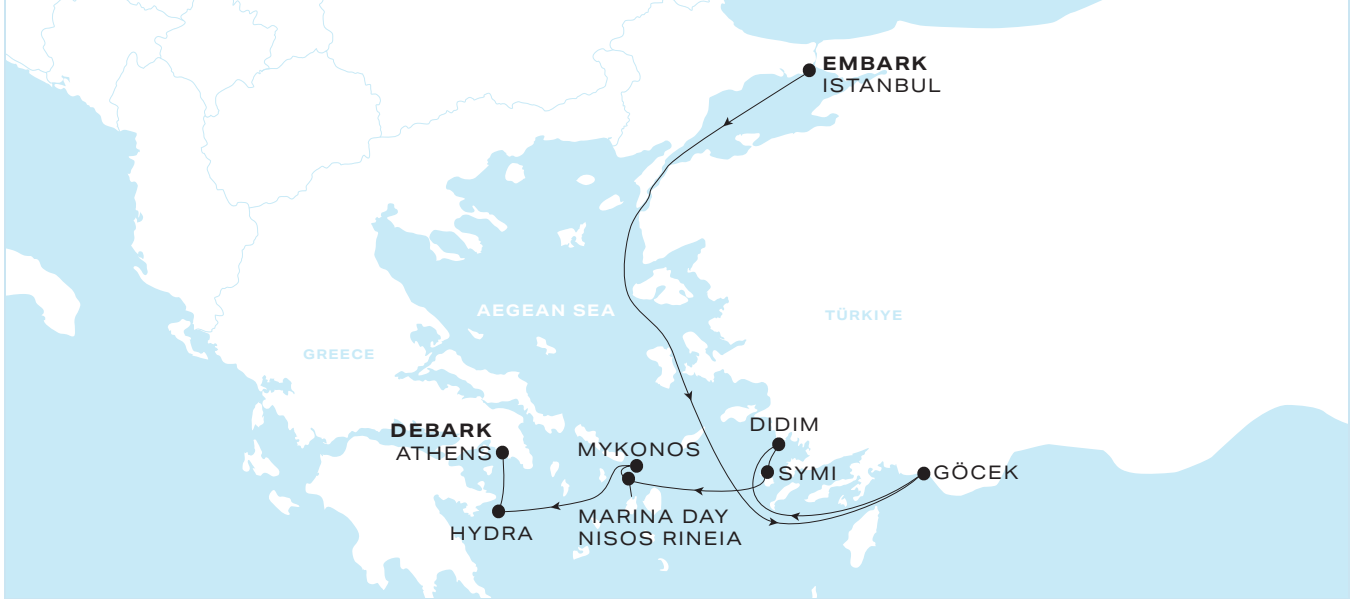 EMBARK
ISTANBUL
AEGEAN SEA
TÜRKIYE
GREECE
DEBARK
ATHENS
MYKONOS
DIDIM
SYMI
GÖCEK
HYDRA
MARINA DAY
NISOS RINEIA